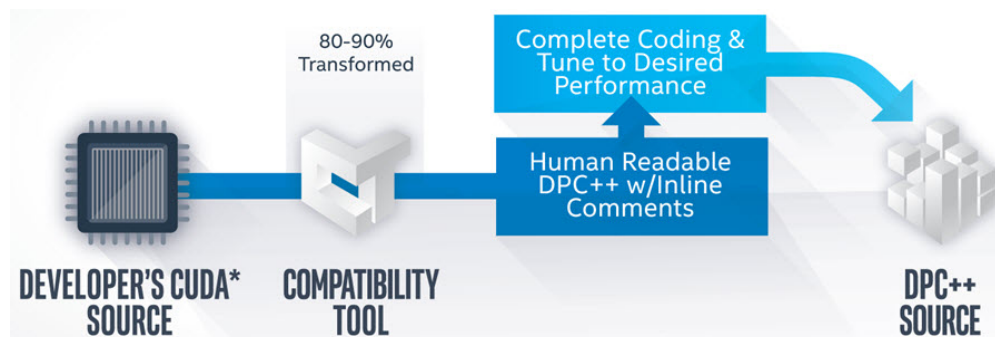 80-90%
Transformed
Complete Coding &
Tune to Desired
Performance
Human Readable
DPC++ w/Inline
Comments
DEVELOPER'S CUDA*
SOURCE
COMPATIBILITY
TOOL
DPC++
SOURCE